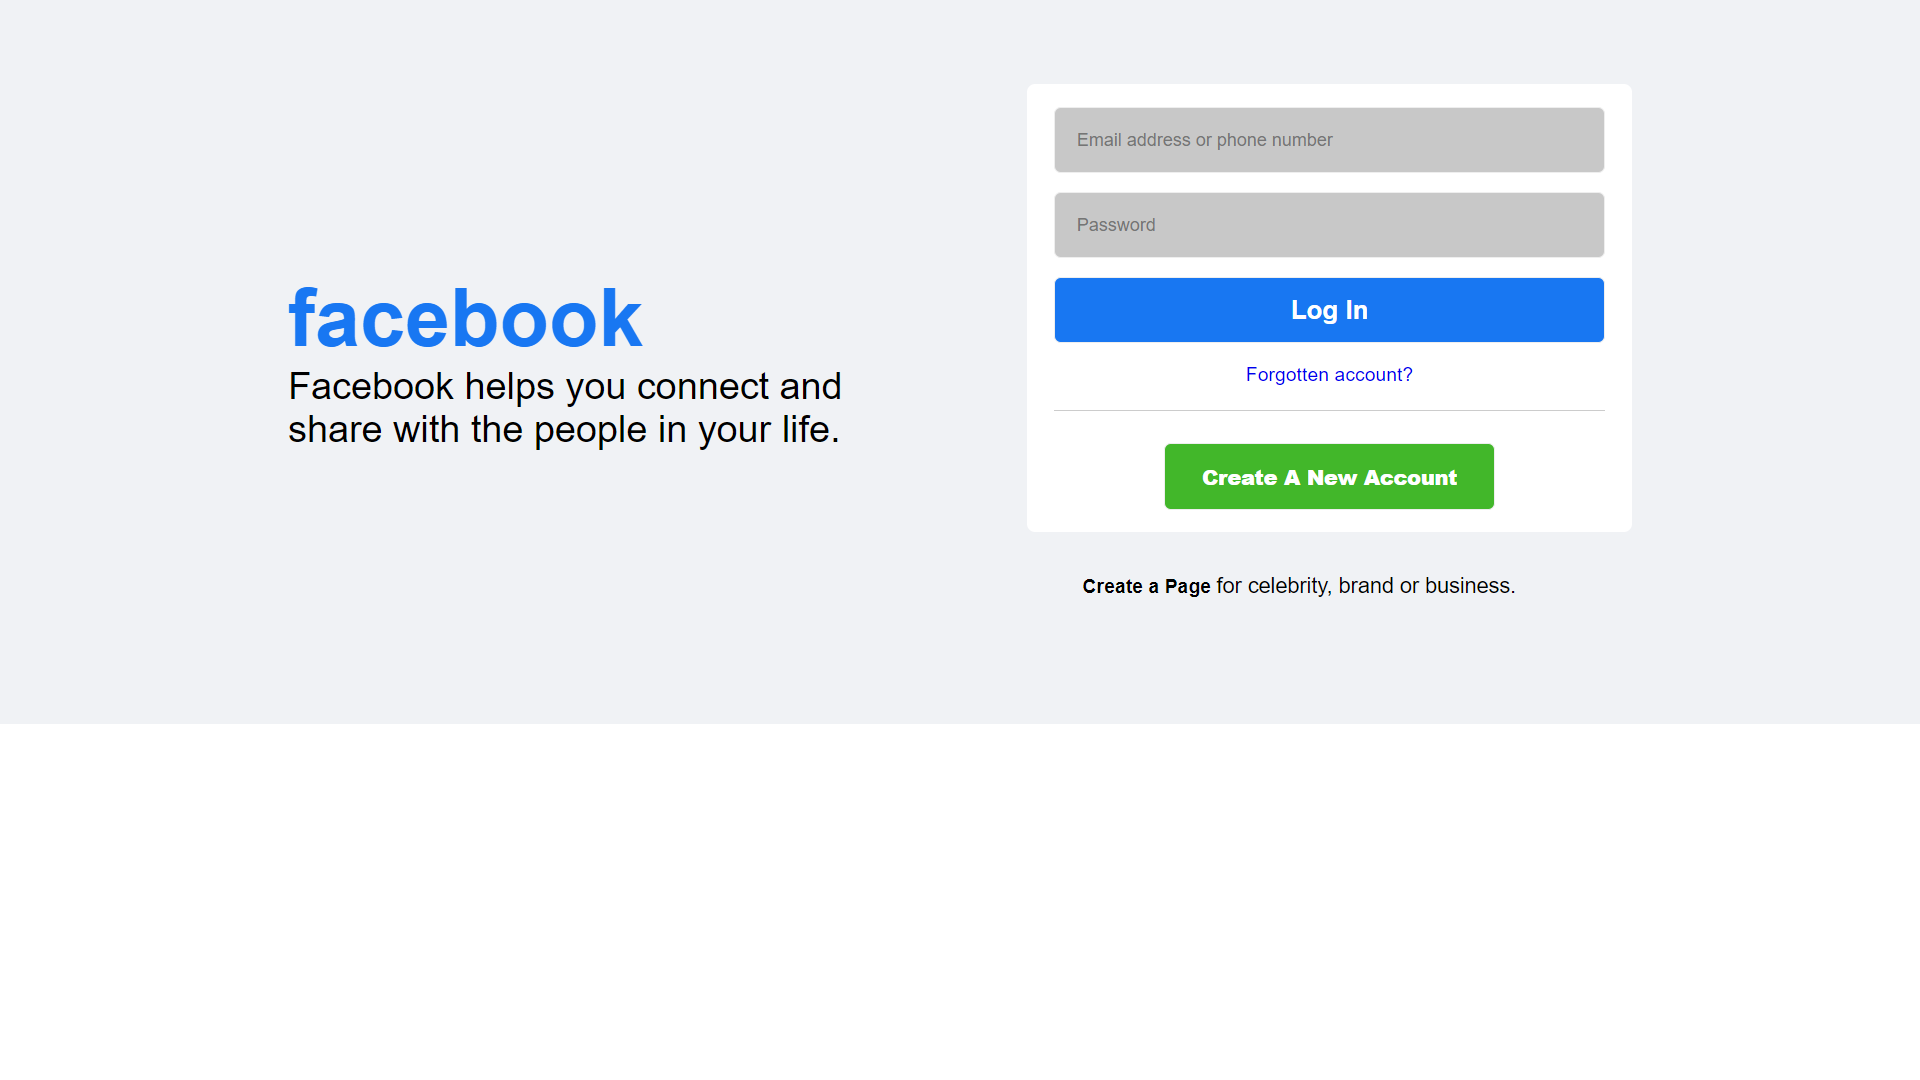 facebook
Facebook helps you connect and
share with the people in your life.
Email address or phone number
Password
Log In
Forgotten account?
Create A New Account
Create a Page for celebrity, brand or business.